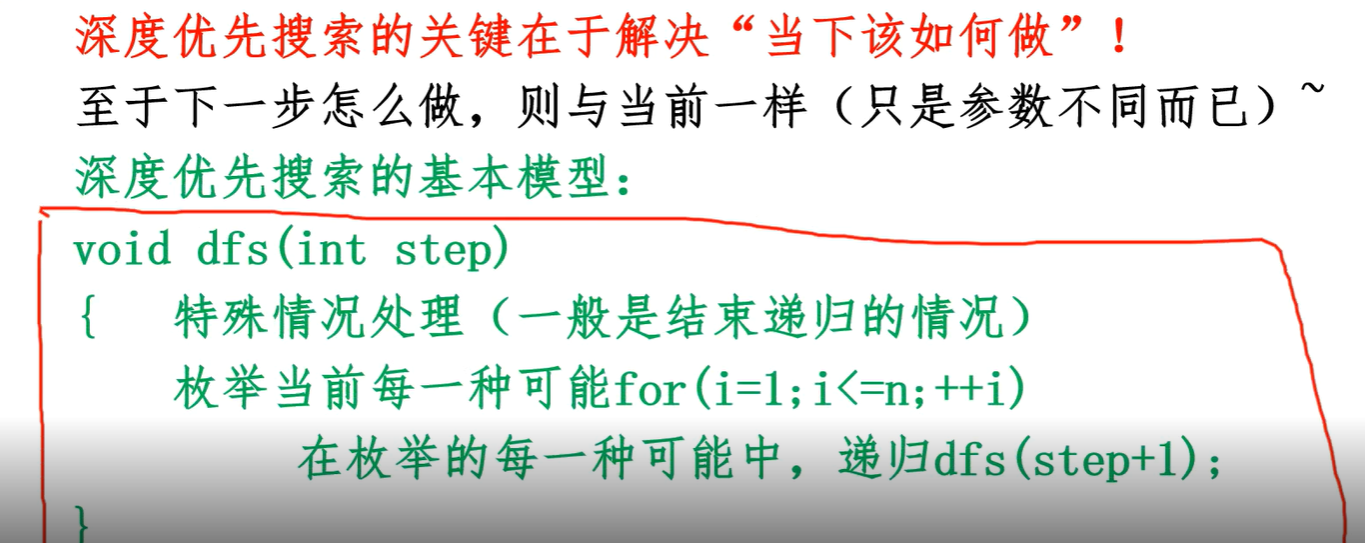 深度优先搜索的关键在于解决“当下该如何做”！
至于下一步怎么做，则与当前一样（只是参数不同而已）~
深度优先搜索的基本模型：
void dfs(int step)
{ 特殊情况处理（一般是结束递归的情况）
枚举当前每一种可能for(i=1;i<=n;++i)
在枚举的每一种可能中，递归dfs(step+1);
}